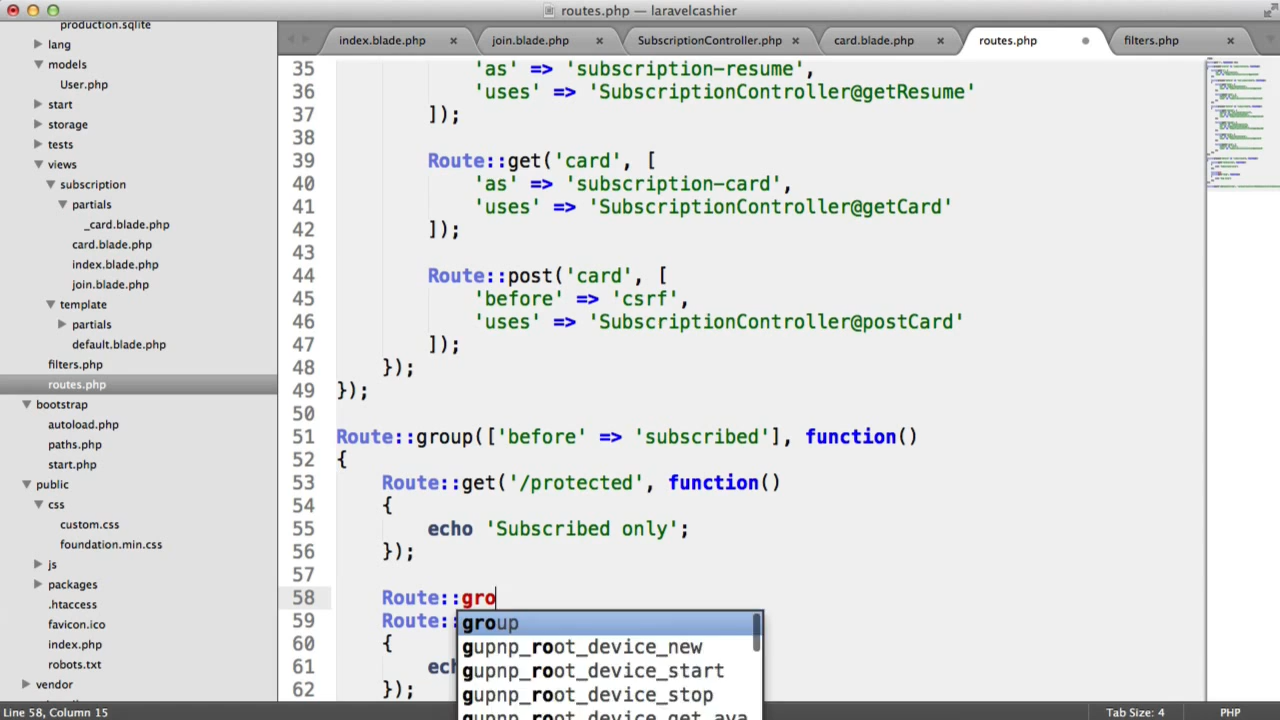 routes.php — laravelcashier
production.sqlite
lang
models
User.php
start
storage
tests
views
subscription
partials
_card.blade.php
card.blade.php
index.blade.php
join.blade.php
template
partials
default.blade.php
filters.php
routes.php
bootstrap
autoload.php
paths.php
start.php
public
css
custom.css
foundation.min.css
js
packages
.htaccess
favicon.ico
index.php
robots.txt
vendor
index.blade.php
join.blade.php
SubscriptionController.php
card.blade.php
routes.php
filters.php
35 'as' => 'subscription-resume',
36 'uses' => 'SubscriptionController@getResume'
37 ]);
38
39 Route::get('card', [
40 'as' => 'subscription-card',
41 'uses' => 'SubscriptionController@getCard'
42 ]);
43
44 Route::post('card', [
45 'before' => 'csrf',
46 'uses' => 'SubscriptionController@postCard'
47 ]);
48 });
49 });
50
51 Route::group(['before' => 'subscribed'], function()
52 {
53 Route::get('/protected', function()
54 {
55 echo 'Subscribed only';
56 });
57
58 Route::gro
59 Route::
60 {
61 ech
62 });
group
gupnp_root_device_new
gupnp_root_device_start
gupnp_root_device_stop
gupnp_root_device_get_ava
Line 58, Column 15
Tab Size: 4
PHP